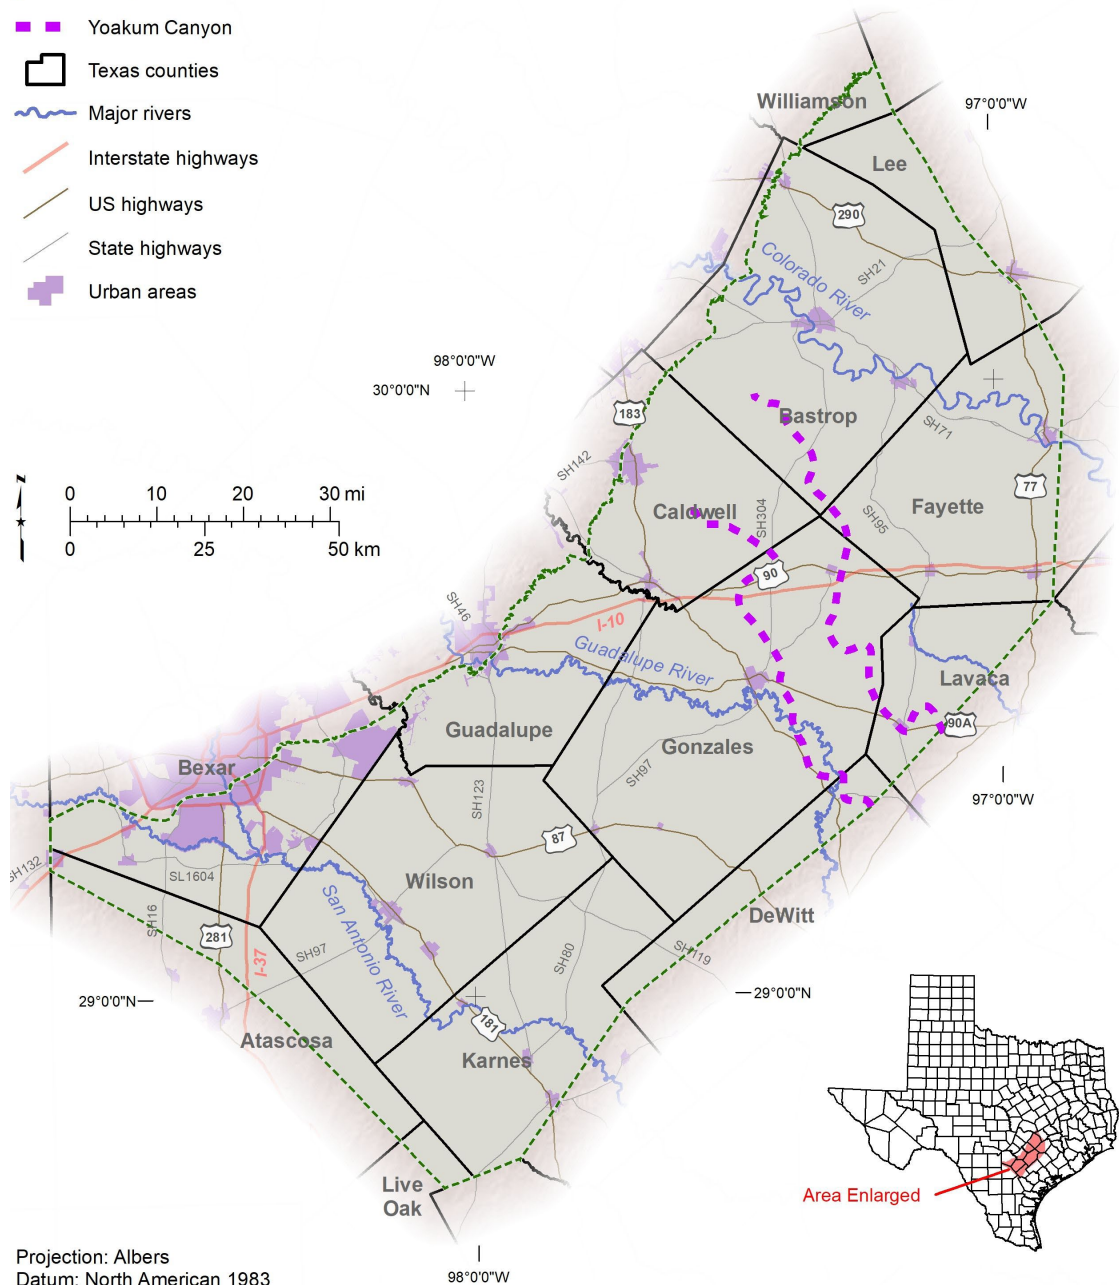 Yoakum Canyon
Texas counties
Major rivers
Interstate highways
US highways
State highways
Urban areas
Williamson
97°0'0"W
Lee
290
Colorado River
SH21
98°0'0"W
30°0'0"N
183
Bastrop
SH71
SH142
77
0 10 20 30 mi
0 25 50 km
N
Caldwell
SH304
SH95
Fayette
90
SH46
I-10
Guadalupe River
Lavaca
90A
Guadalupe
Gonzales
Bexar
SH97
97°0'0"W
SH123
87
SH132
SL1604
Wilson
San Antonio River
SH16
281
DeWitt
SH97
I-37
SH80
SH119
29°0'0"N
29°0'0"N
181
Atascosa
Karnes
Live
Oak
Area Enlarged
Projection: Albers
Datum: North American 1983
98°0'0"W